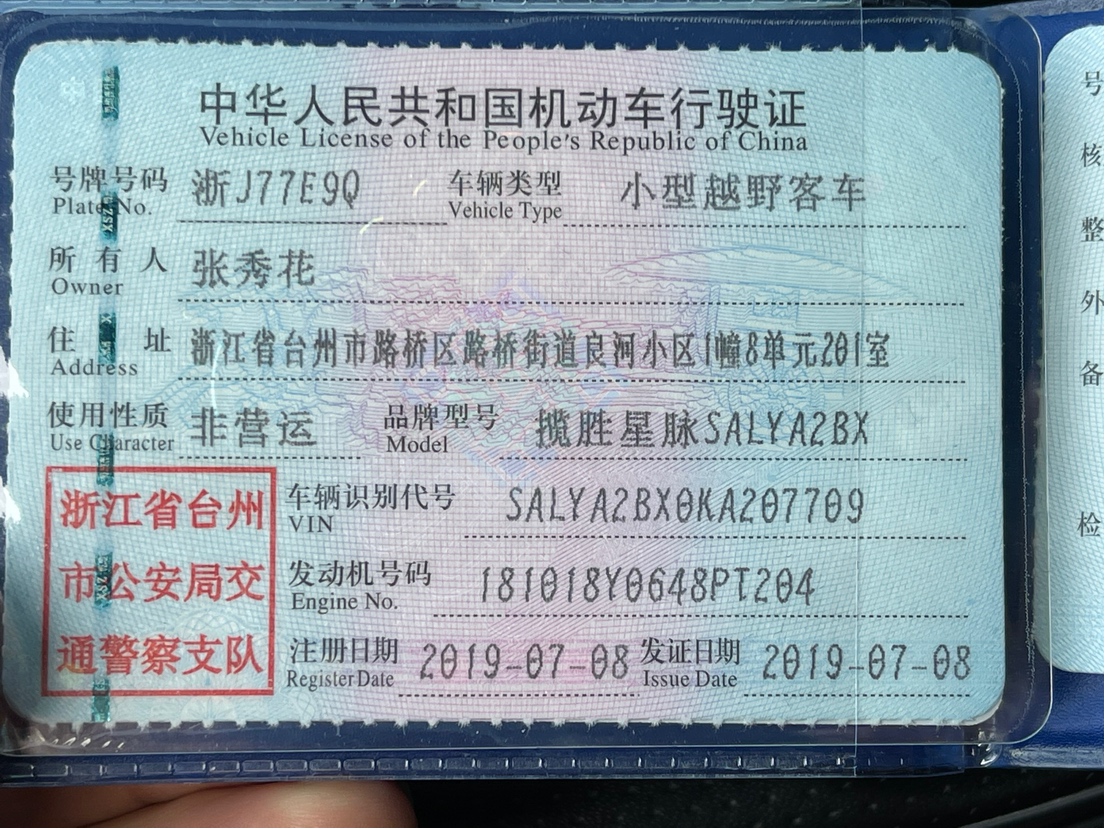 中华人民共和国机动车行驶证
Vehicle License of the People's Republic of China
号牌号码 浙J77E9Q 车辆类型 小型越野客车
Plate No. Vehicle Type
所有人 张秀花
Owner
住址 浙江省台州市路桥区路桥街道良河小区1幢8单元201室
Address
使用性质 非营运 品牌型号 揽胜星脉SALYA2BX
Use Character Model
车辆识别代号 SALYA2BX0KA207709
VIN
发动机号码 181018Y0648PT204
Engine No.
注册日期 2019-07-08 发证日期 2019-07-08
Register Date Issue Date
浙江省台州
市公安局交
通警察支队
号
核
整
外
备
检